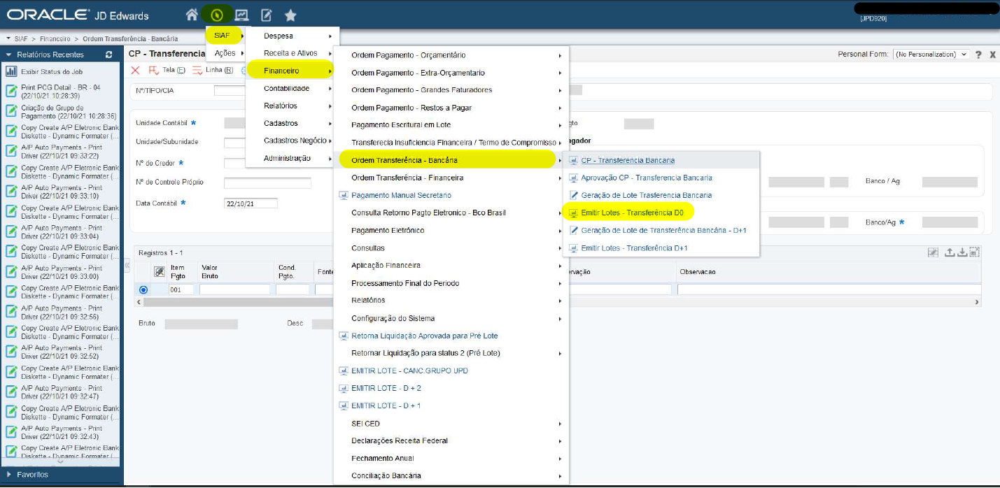 ORACLE® JD Edwards
[JPD920]
SIAF > Financeiro > Ordem Transferência - Bancária
Relatórios Recentes
Exibir Status do Job
Print PCG Detail - BR - 04
(22/10/21 10:28:39)
Criação de Grupo de
Pagamento (22/10/21 10:28:36)
Copy Create A/P Eletronic Bank
Diskette - Dynamic Formater (...
A/P Auto Payments - Print
Driver (22/10/21 09:33:22)
Copy Create A/P Eletronic Bank
Diskette - Dynamic Formater (...
A/P Auto Payments - Print
Driver (22/10/21 09:33:10)
Copy Create A/P Eletronic Bank
Diskette - Dynamic Formater (...
A/P Auto Payments - Print
Driver (22/10/21 09:33:04)
Copy Create A/P Eletronic Bank
Diskette - Dynamic Formater (...
A/P Auto Payments - Print
Driver (22/10/21 09:33:00)
Copy Create A/P Eletronic Bank
Diskette - Dynamic Formater (...
A/P Auto Payments - Print
Driver (22/10/21 09:32:56)
Copy Create A/P Eletronic Bank
Diskette - Dynamic Formater (...
A/P Auto Payments - Print
Driver (22/10/21 09:32:52)
Copy Create A/P Eletronic Bank
Diskette - Dynamic Formater (...
A/P Auto Payments - Print
Driver (22/10/21 09:32:47)
Copy Create A/P Eletronic Bank
Diskette - Dynamic Formater (...
A/P Auto Payments - Print
Driver (22/10/21 09:32:43)
Copy Create A/P Eletronic Bank
Diskette - Dynamic Formater (...
Favoritos
CP - Transferencia
Personal Form: (No Personalization) ? X
Tela (F) Linha (R)
Nº/TIPO/CIA
Unidade Contábil *
Unidade/Subunidade
Nº do Credor *
Nº de Controle Próprio
Data Contábil * 22/10/21
gto
agador
Banco / Ag
Banco/Ag *
Registros 1 - 1
Item Pgto
Valor Bruto
Cond. Pgto.
Fonte
ervação
Observacao
001
Bruto
Desc
SIAF
Ações
Despesa
Receita e Ativos
Financeiro
Contabilidade
Relatórios
Cadastros
Cadastros Negócio
Administração
Ordem Pagamento - Orçamentário
Ordem Pagamento - Extra-Orçamentario
Ordem Pagamento - Grandes Faturadores
Ordem Pagamento - Restos a Pagar
Pagamento Escritural em Lote
Transferecia Insuficiencia Financeira / Termo de Compromisso
Ordem Transferência - Bancária
Ordem Transferência - Financeira
Pagamento Manual Secretano
Consulta Retorno Pagto Eletronico - Bco Brasil
Pagamento Eletrônico
Consultas
Aplicação Financeira
Processamento Final do Periodo
Relatórios
Configuração do Sistema
Retorna Liquidação Aprovada para Pré Lote
Retornar Liquidação para status 2 (Pré Lote)
EMITIR LOTE - CANC.GRUPO UPD
EMITIR LOTE - D + 2
EMITIR LOTE - D + 1
SEI CED
Declarações Receita Federal
Fechamento Anual
Conciliação Bancária
CP - Transferencia Bancaria
Aprovação CP - Transferencia Bancaria
Geração de Lote Trasferencia Bancaria
Emitir Lotes - Transferência D0
Geração de Lote de Transferência Bancária - D+1
Emitir Lotes - Transferência D+1